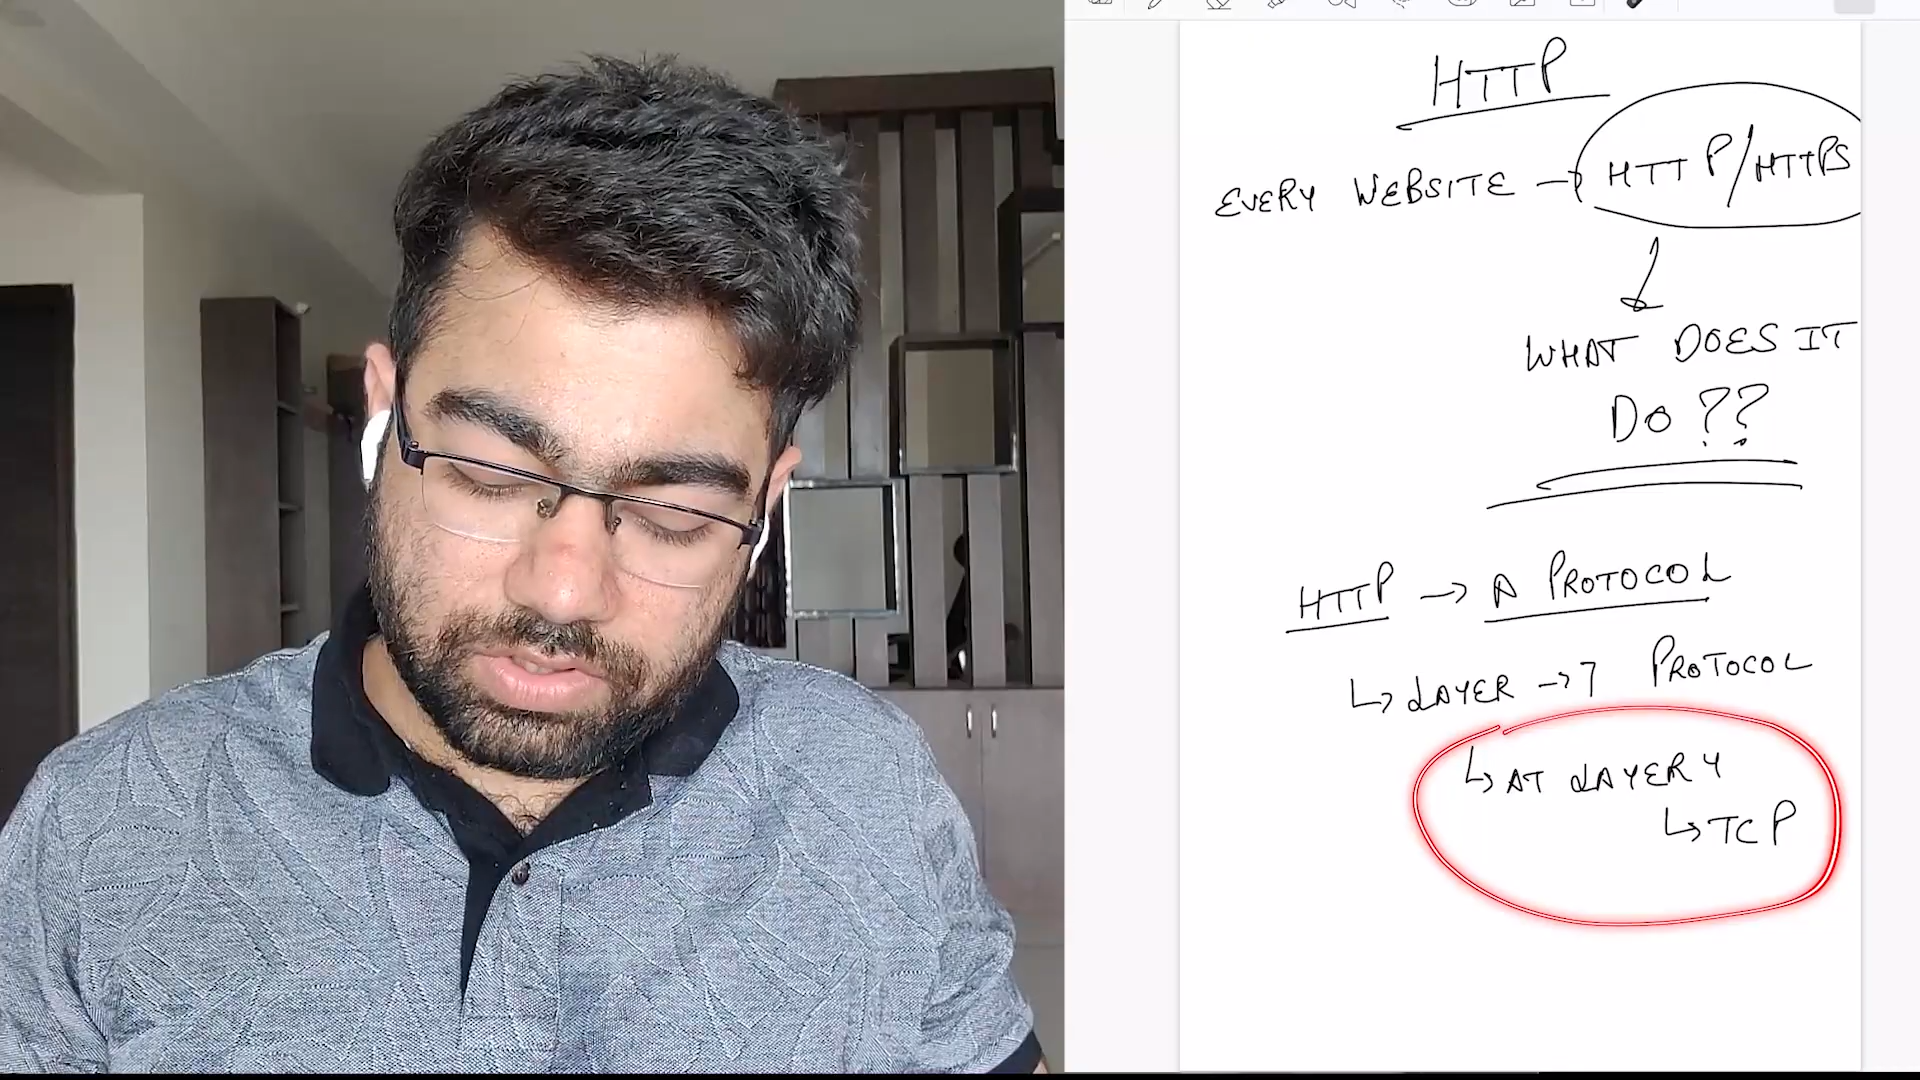 HTTP
EVERY WEBSITE → HTTP/HTTPS
WHAT DOES IT
DO ??
HTTP → A PROTOCOL
↳ LAYER → 7 PROTOCOL
↳ AT LAYER 4
↳ TCP